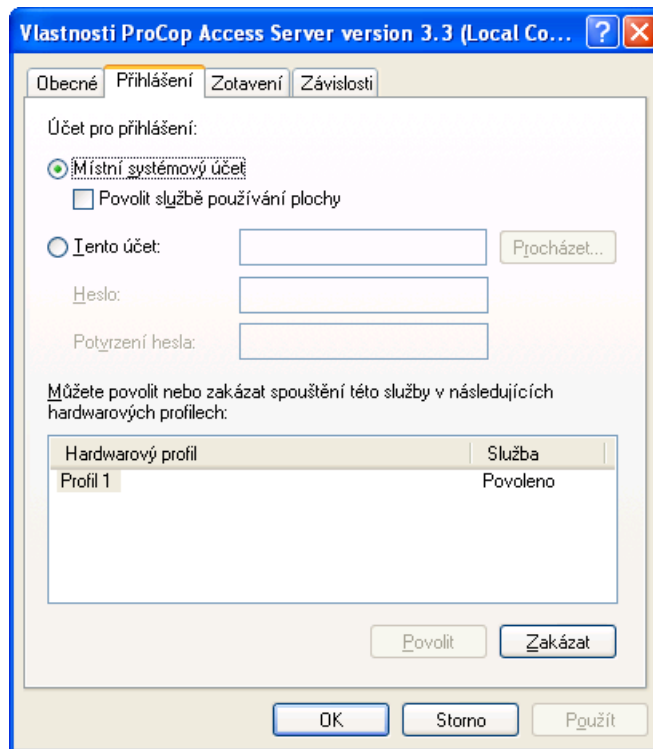 Vlastnosti ProCop Access Server version 3.3 (Local Co...
Obecné Přihlášení Zotavení Závislosti
Účet pro přihlášení:
Místní systémový účet
Povolit službě používání plochy
Tento účet: Procházet...
Heslo:
Potvrzení hesla:
Můžete povolit nebo zakázat spouštění této služby v následujících
hardwarových profilech:
Hardwarový profil Služba
Profil 1 Povoleno
Povolit Zakázat
OK Storno Použít